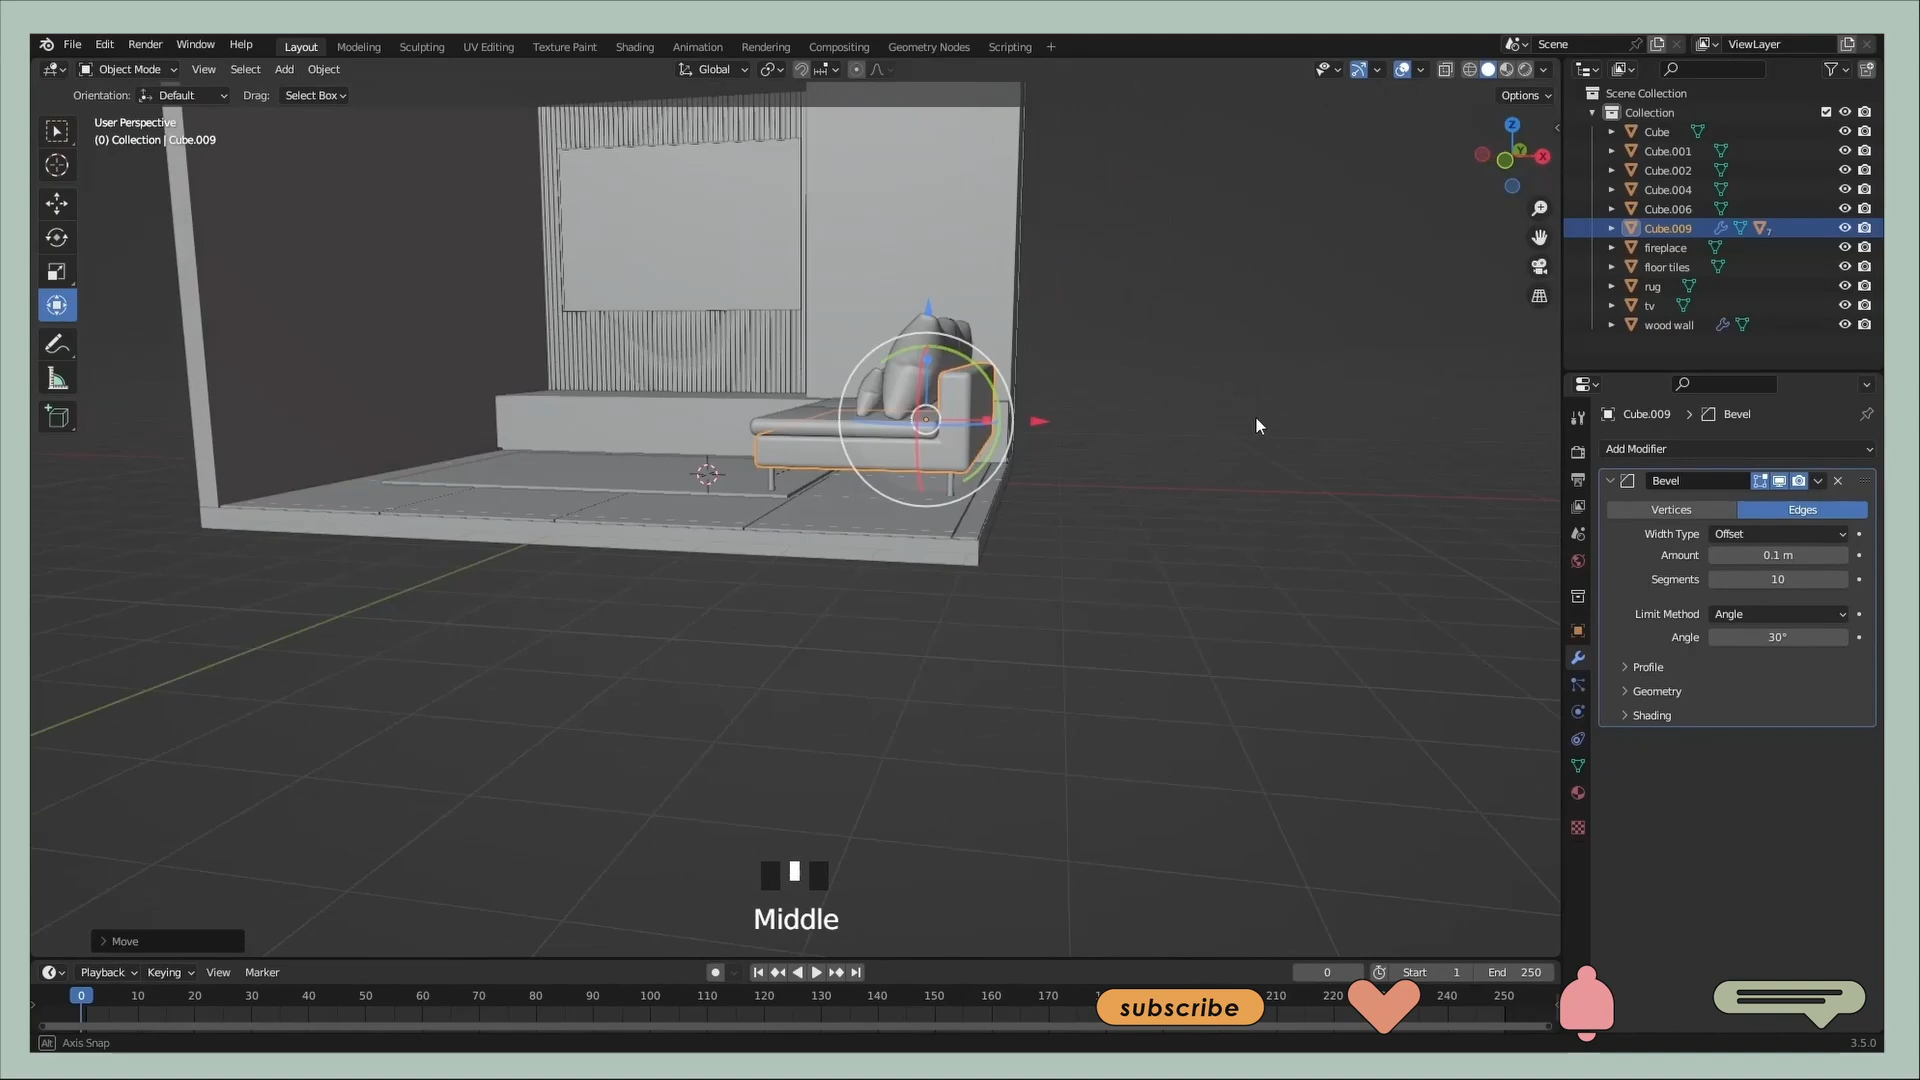 File Edit Render Window Help
Layout Modeling Sculpting UV Editing Texture Paint Shading Animation Rendering Compositing Geometry Nodes Scripting +
Scene
ViewLayer
Object Mode View Select Add Object
Global
Orientation: Default Drag: Select Box
Options
User Perspective
(0) Collection | Cube.009
Z
Y
X
Scene Collection
Collection
Cube
Cube.001
Cube.002
Cube.004
Cube.006
Cube.009
7
fireplace
floor tiles
rug
tv
wood wall
Cube.009 > Bevel
Add Modifier
Bevel
Vertices Edges
Width Type Offset
Amount 0.1 m
Segments 10
Limit Method Angle
Angle 30°
Profile
Geometry
Shading
Middle
Move
Playback Keying View Marker
0
Start 1
End 250
0 10 20 30 40 50 60 70 80 90 100 110 120 130 140 150 160 170 210 220 240 250
subscribe
Alt Axis Snap
3.5.0